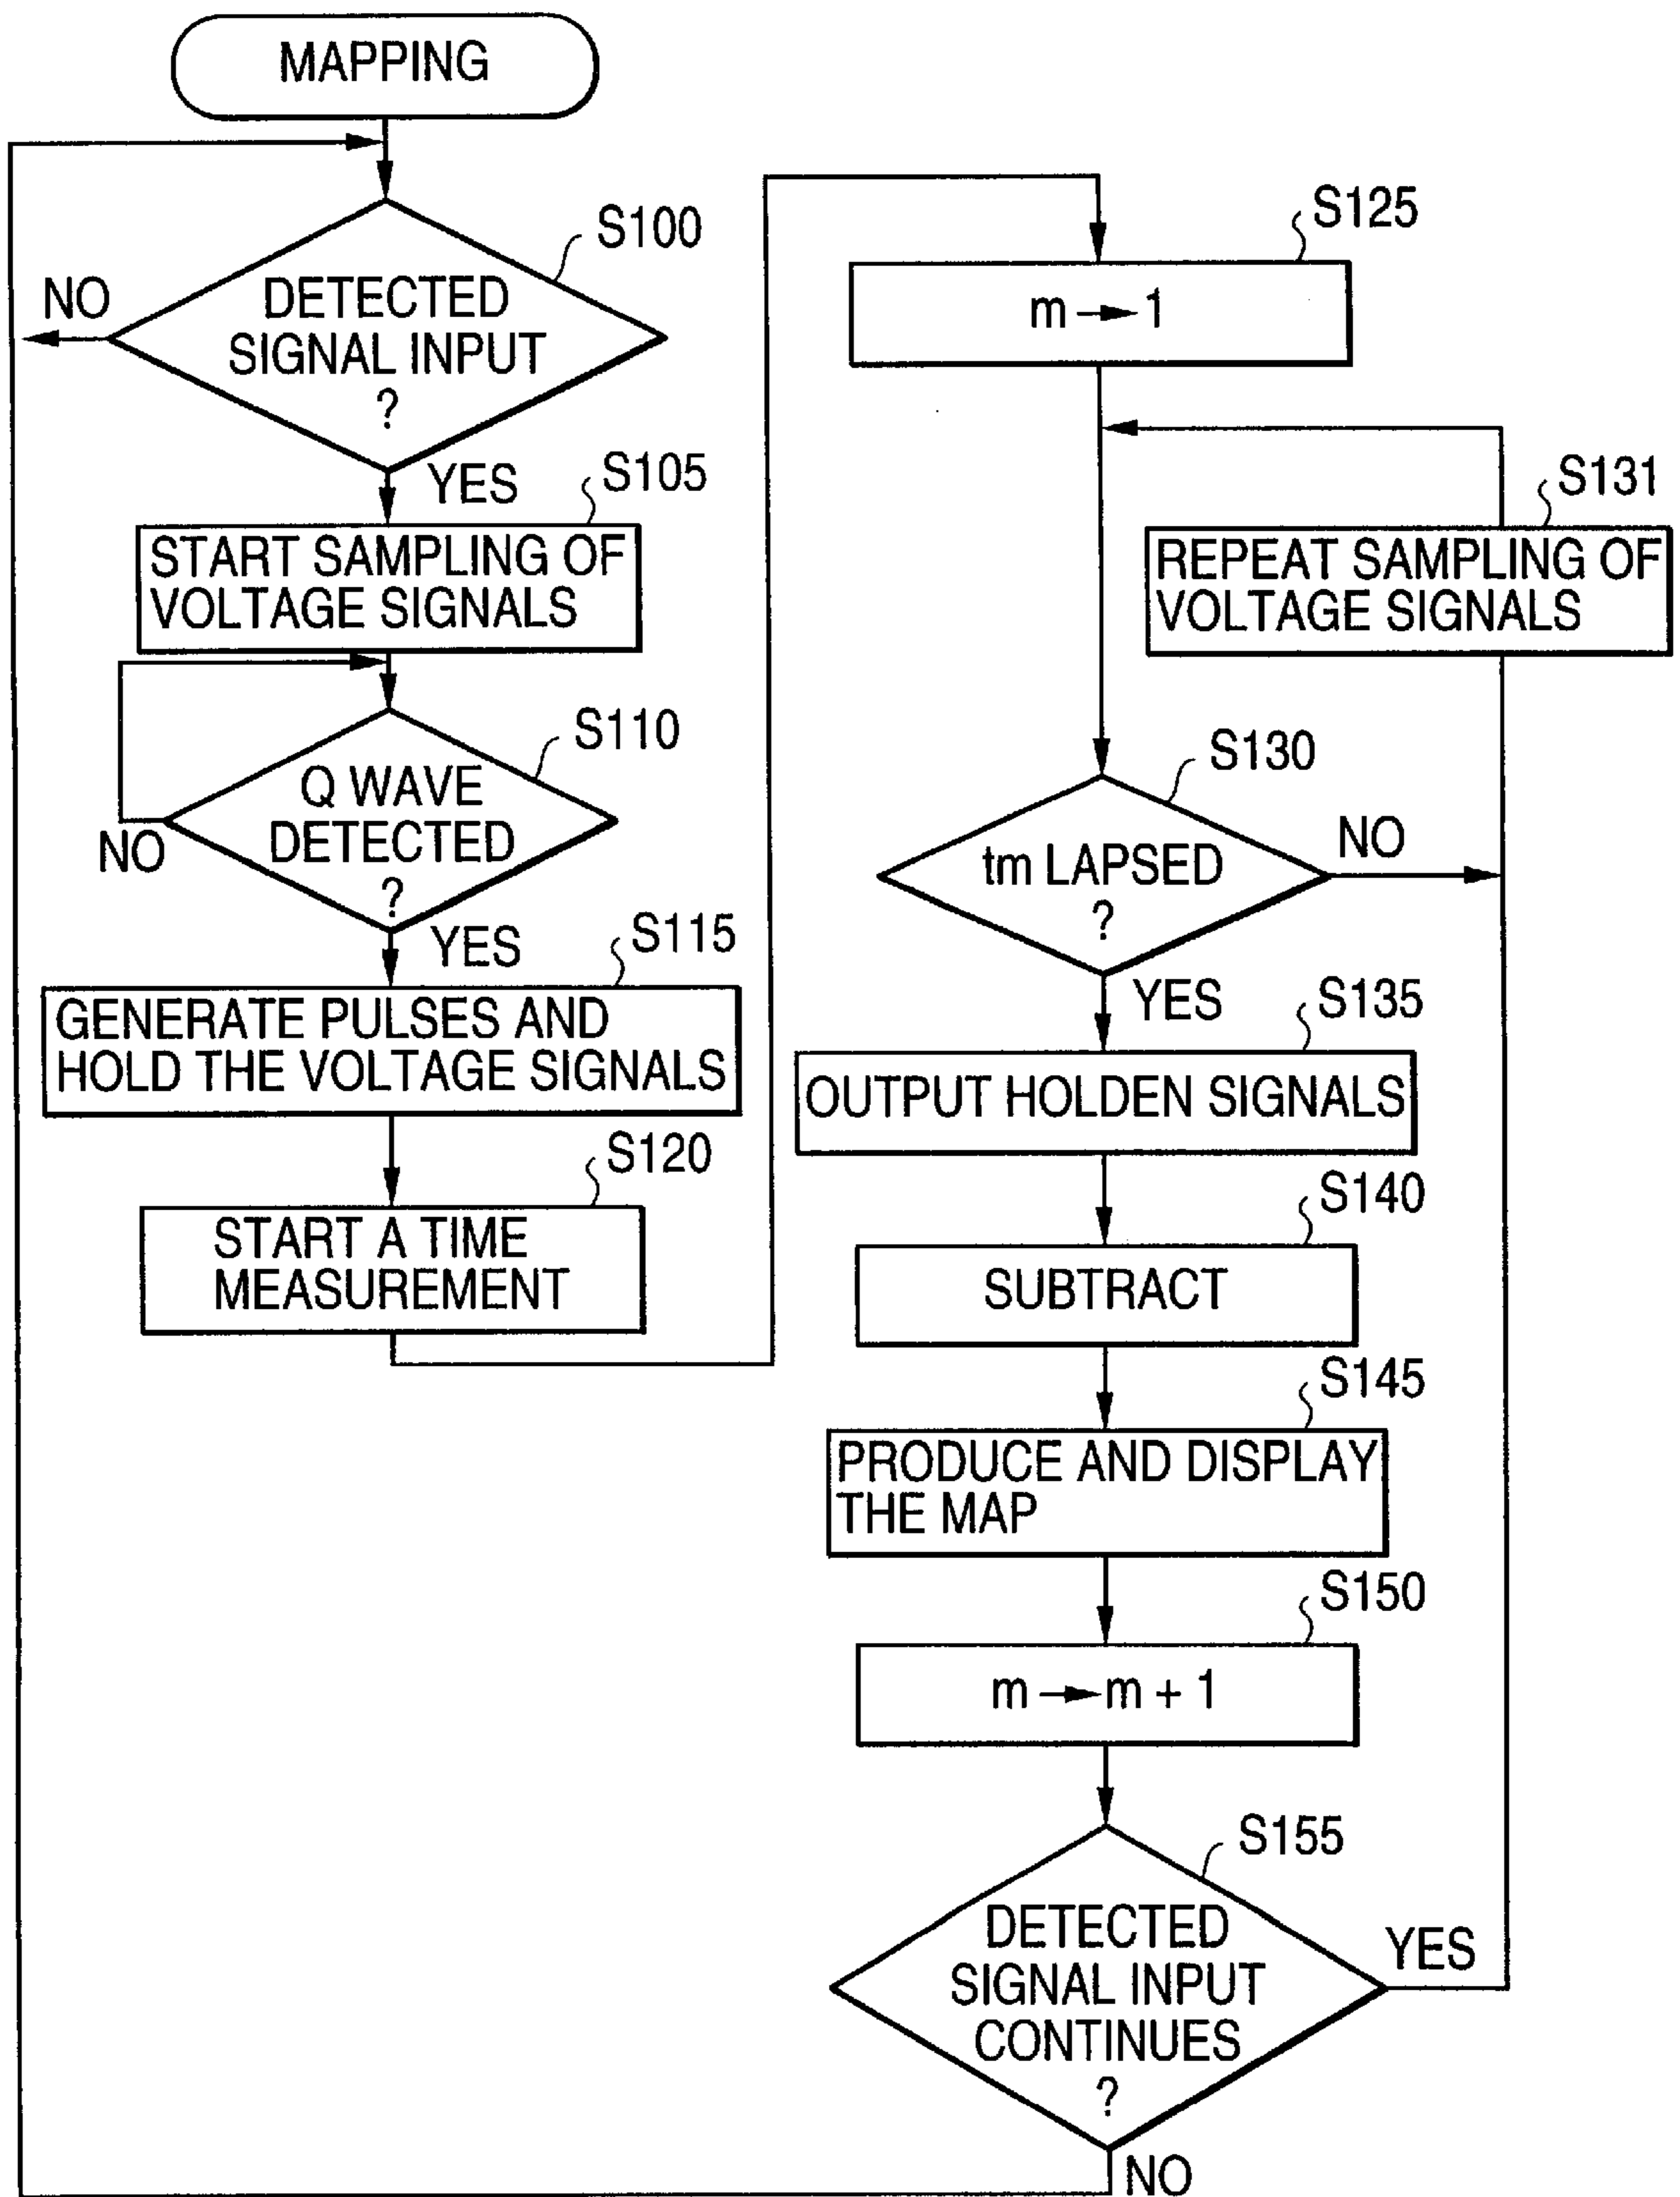 MAPPING
S100
DETECTED
SIGNAL INPUT
?
NO
YES
S105
START SAMPLING OF
VOLTAGE SIGNALS
S110
Q WAVE
DETECTED
?
NO
YES
S115
GENERATE PULSES AND
HOLD THE VOLTAGE SIGNALS
S120
START A TIME
MEASUREMENT
S125
m → 1
S131
REPEAT SAMPLING OF
VOLTAGE SIGNALS
S130
tm LAPSED
?
NO
YES
S135
OUTPUT HOLDEN SIGNALS
S140
SUBTRACT
S145
PRODUCE AND DISPLAY
THE MAP
S150
m → m + 1
S155
DETECTED
SIGNAL INPUT
CONTINUES
?
YES
NO